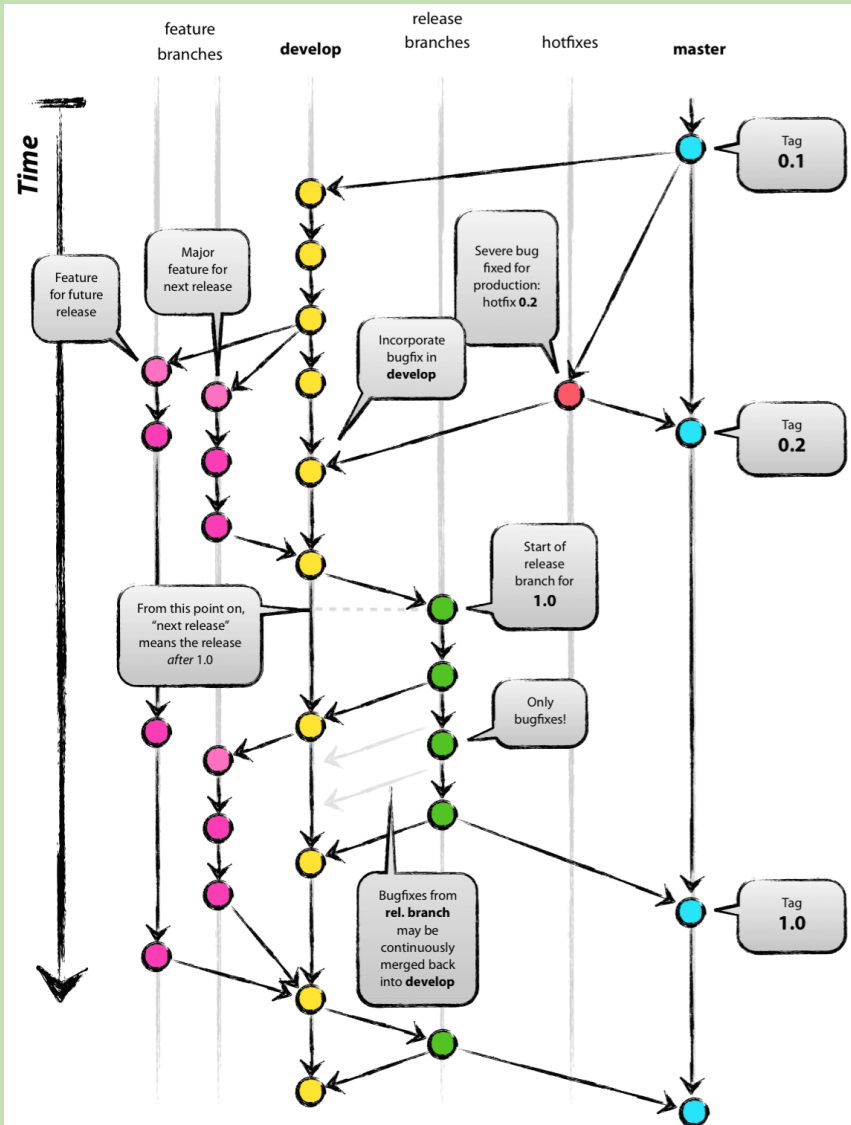 feature
branches
develop
release
branches
hotfixes
master
Time
Tag
0.1
Major
feature for
next release
Feature
for future
release
Severe bug
fixed for
production:
hotfix 0.2
Incorporate
bugfix in
develop
Tag
0.2
Start of
release
branch for
1.0
From this point on,
“next release”
means the release
after 1.0
Only
bugfixes!
Bugfixes from
rel. branch
may be
continuously
merged back
into develop
Tag
1.0